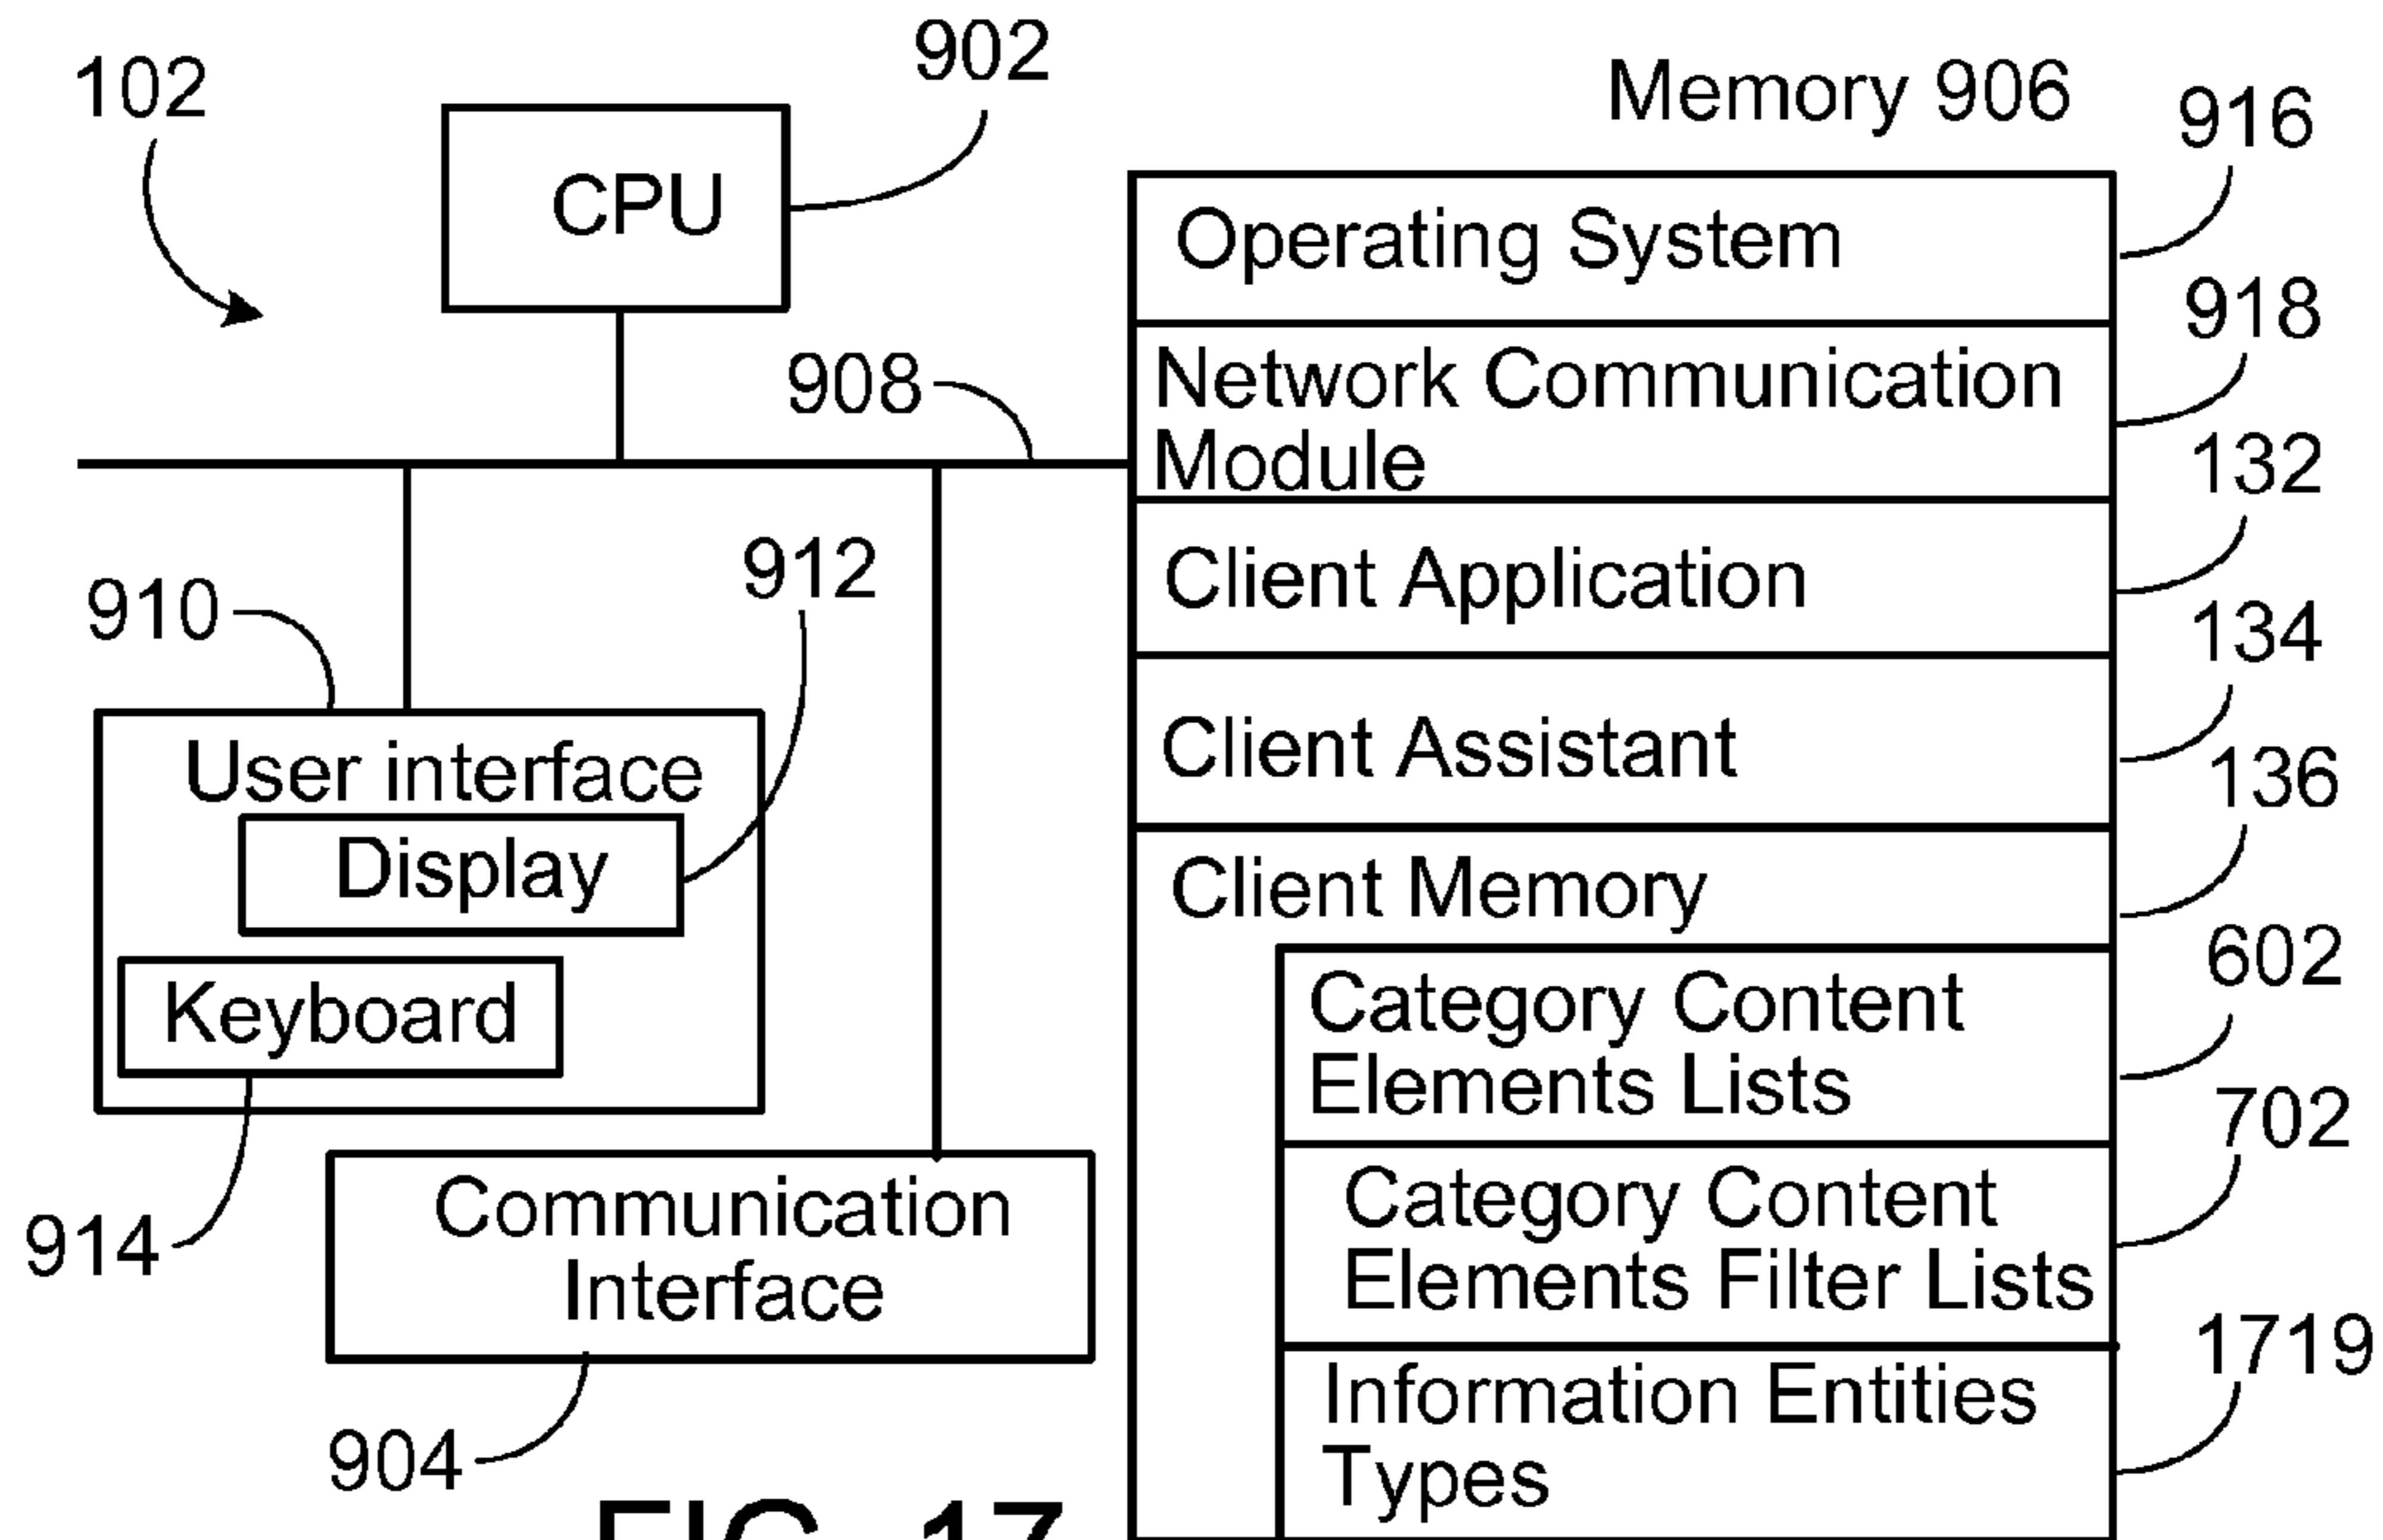 102
902
CPU
908
910
912
User interface
Display
Keyboard
914
Communication
Interface
904
FIG. 17
Memory 906
916
Operating System
918
Network Communication
Module
132
Client Application
134
Client Assistant
136
Client Memory
602
Category Content
Elements Lists
702
Category Content
Elements Filter Lists
1719
Information Entities
Types